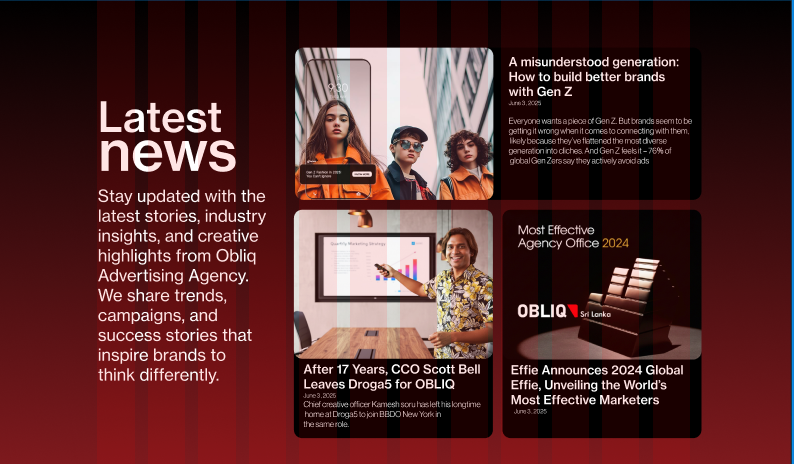 Latest
news
Stay updated with the
latest stories, industry
insights, and creative
highlights from Obliq
Advertising Agency.
We share trends,
campaigns, and
success stories that
inspire brands to
think differently.
9:30
Gen Z Fashion in 2025:
You Can't Ignore
A misunderstood generation:
How to build better brands
with Gen Z
June 3, 2025
Everyone wants a piece of Gen Z. But brands seem to be
getting it wrong when it comes to connecting with them,
likely because they've flattened the most diverse
generation into cliches. And Gen Z feels it – 76% of
global Gen Zers say they actively avoid ads
Quarterly Marketing Strategy
After 17 Years, CCO Scott Bell
Leaves Droga5 for OBLIQ
June 3, 2025
Chief creative officer Kamesh soru has left his longtime
home at Droga5 to join BBDO New York in
the same role.
Most Effective
Agency Office 2024
OBLIQ Sri Lanka
Effie Announces 2024 Global
Effie, Unveiling the World's
Most Effective Marketers
June 3, 2025